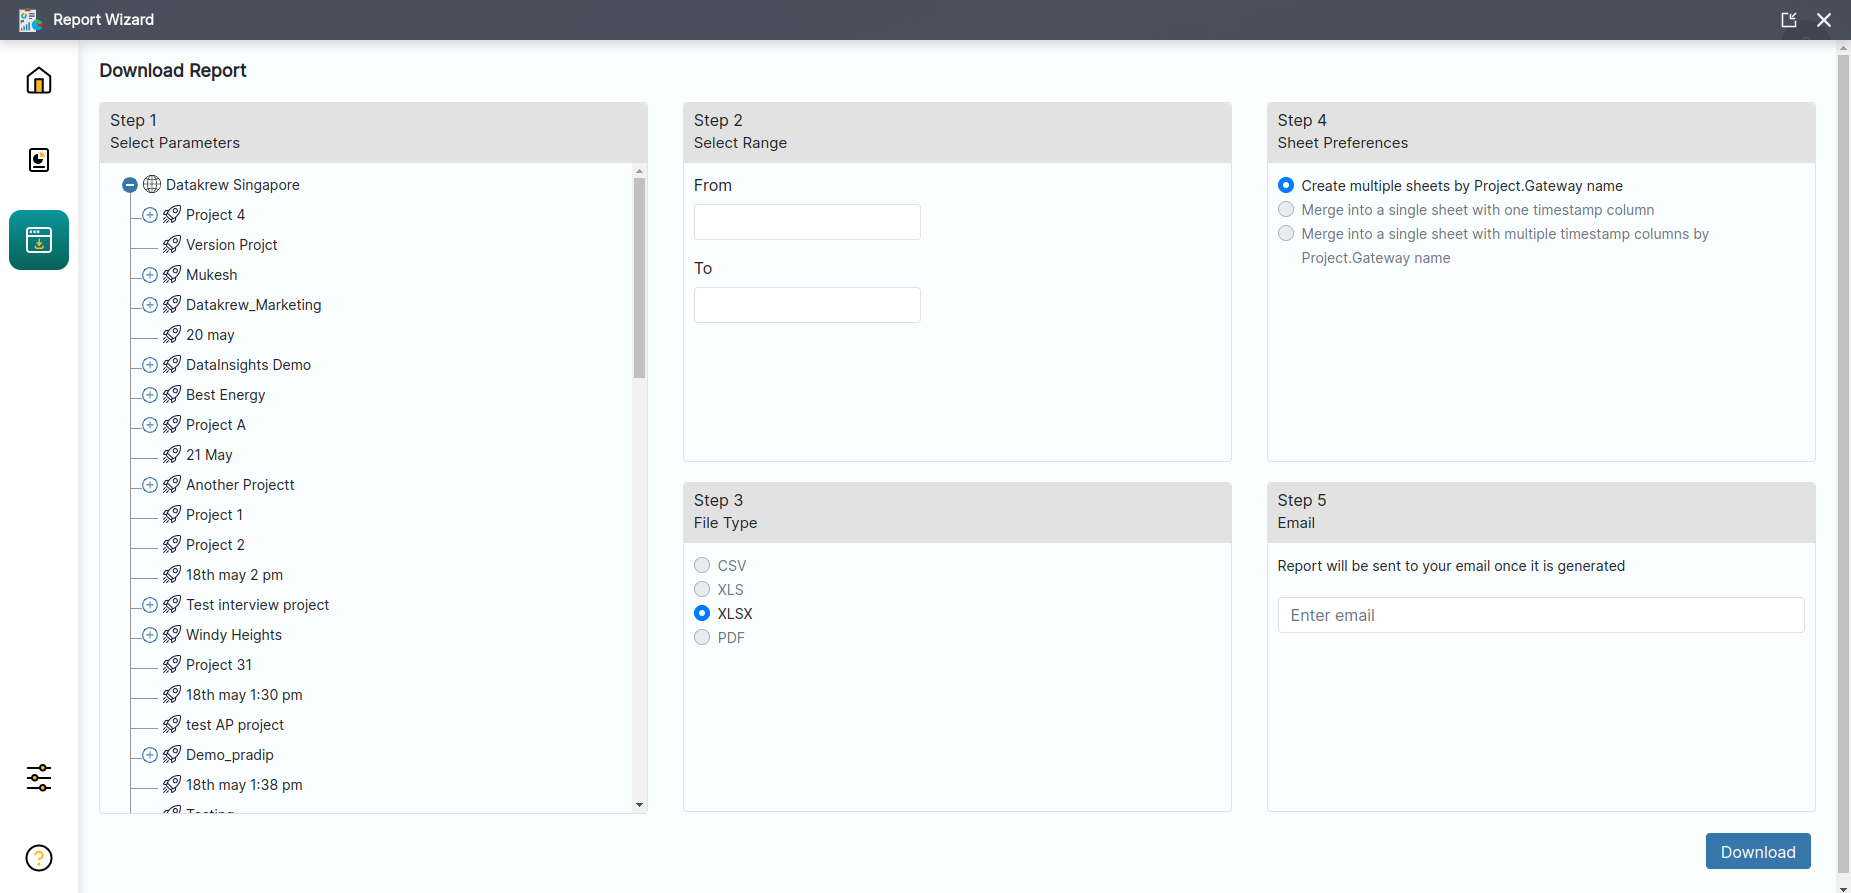 Report Wizard
Download Report
Step 1
Select Parameters
Datakrew Singapore
Project 4
Version Projct
Mukesh
Datakrew_Marketing
20 may
DataInsights Demo
Best Energy
Project A
21 May
Another Projectt
Project 1
Project 2
18th may 2 pm
Test interview project
Windy Heights
Project 31
18th may 1:30 pm
test AP project
Demo_pradip
18th may 1:38 pm
Step 2
Select Range
From
To
Step 3
File Type
CSV
XLS
XLSX
PDF
Step 4
Sheet Preferences
Create multiple sheets by Project.Gateway name
Merge into a single sheet with one timestamp column
Merge into a single sheet with multiple timestamp columns by
Project.Gateway name
Step 5
Email
Report will be sent to your email once it is generated
Enter email
Download